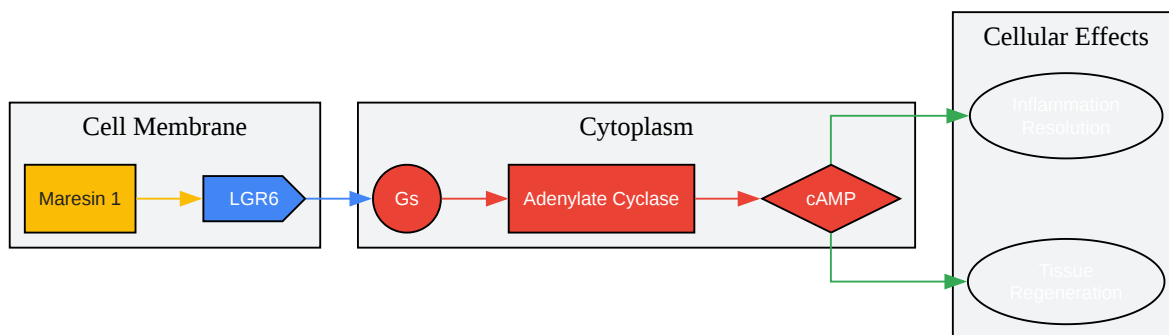 Cellular Effects
Cell Membrane
Cytoplasm
Inflammation
Resolution
Maresin 1
LGR6
Gs
Adenylate Cyclase
cAMP
Tissue
Regeneration